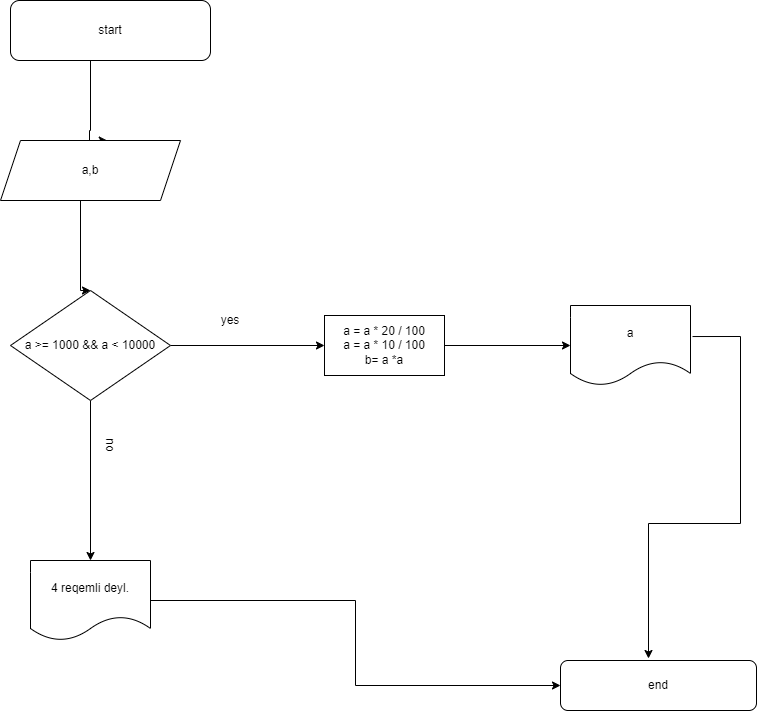 start
a,b
a >= 1000 && a < 10000
yes
a = a * 20 / 100
a = a * 10 / 100
b= a *a
a
no
4 reqemli deyl.
end